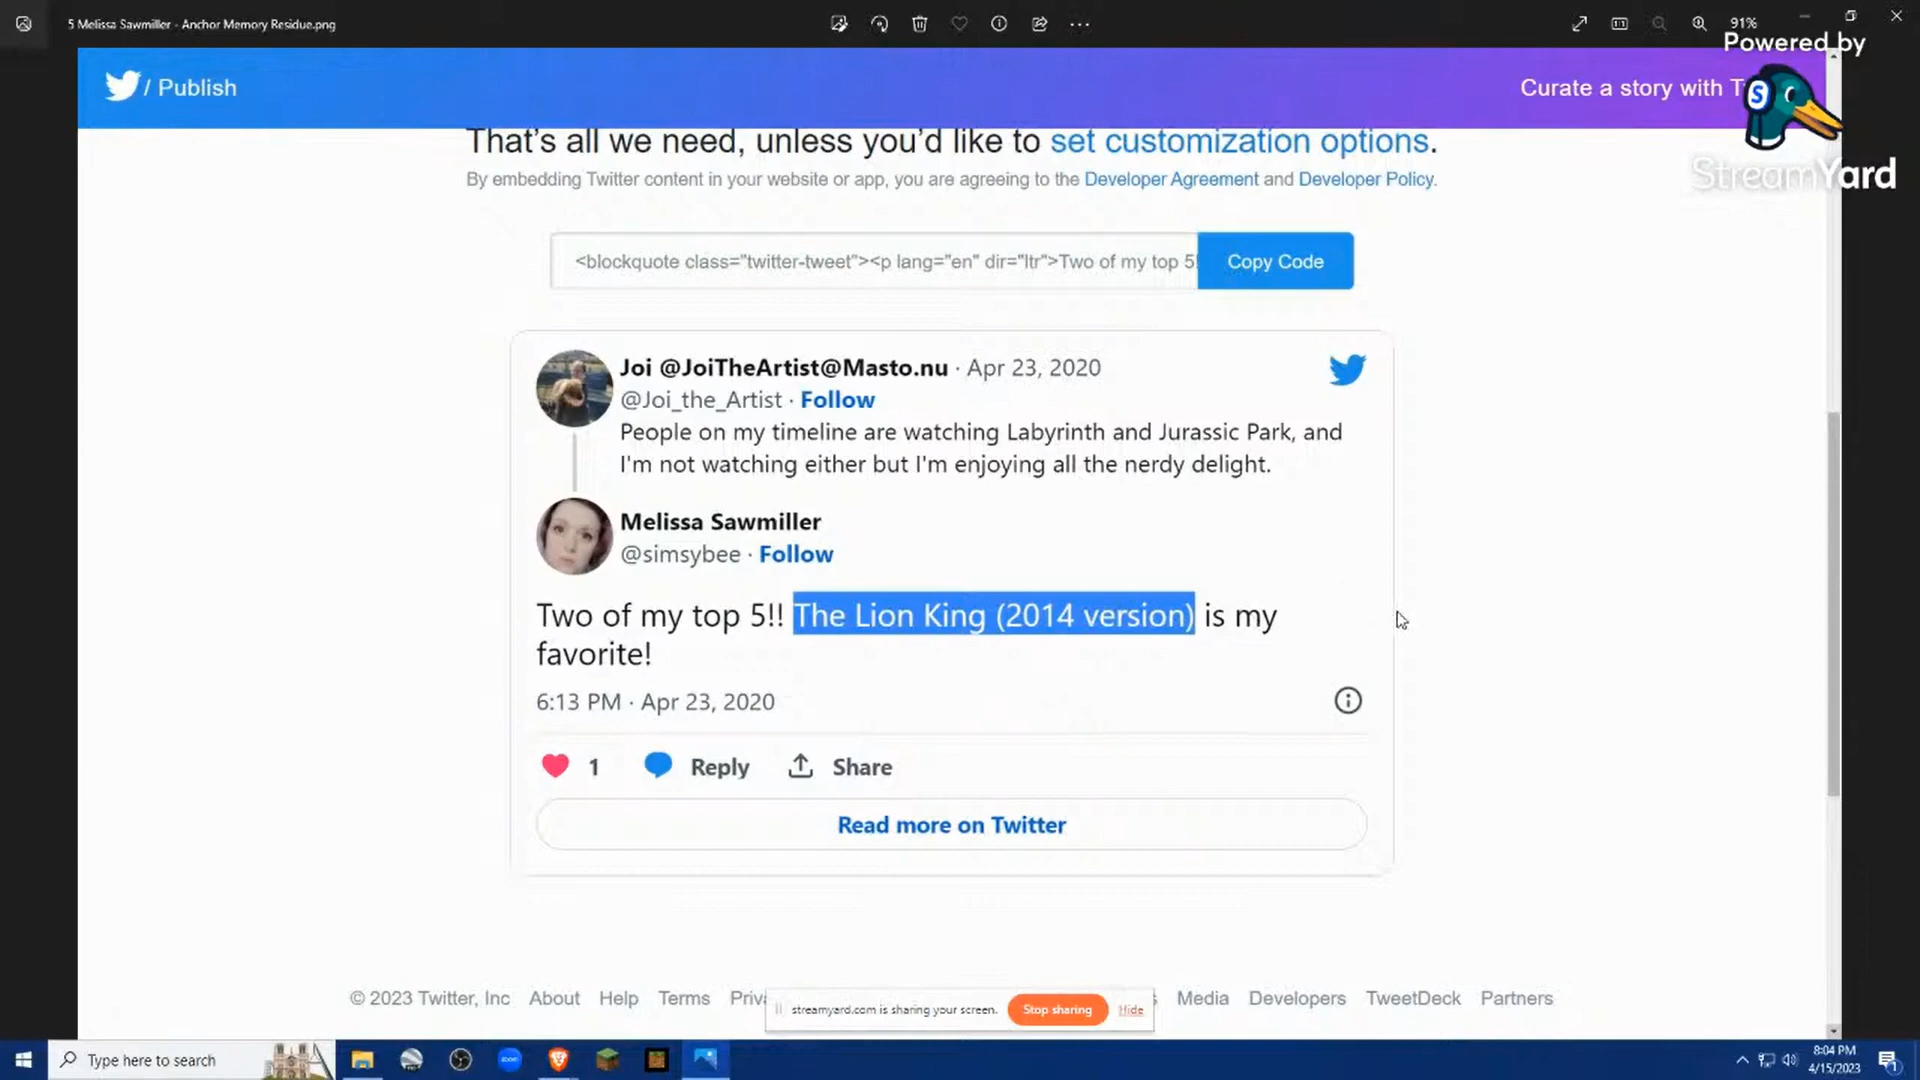 5 Melissa Sawmiller - Anchor Memory Residue.png
91%
Powered by
/ Publish
Curate a story with T
S
StreamYard
That's all we need, unless you'd like to set customization options.
By embedding Twitter content in your website or app, you are agreeing to the Developer Agreement and Developer Policy.
<blockquote class="twitter-tweet"><p lang="en" dir="ltr">Two of my top 5!
Copy Code
Joi @JoiTheArtist@Masto.nu · Apr 23, 2020
@Joi_the_Artist · Follow
People on my timeline are watching Labyrinth and Jurassic Park, and
I'm not watching either but I'm enjoying all the nerdy delight.
Melissa Sawmiller
@simsybee · Follow
Two of my top 5!! The Lion King (2014 version) is my
favorite!
6:13 PM · Apr 23, 2020
1 Reply Share
Read more on Twitter
© 2023 Twitter, Inc About Help Terms Priva s Media Developers TweetDeck Partners
streamyard.com is sharing your screen. Stop sharing Hide
Type here to search
zoom
8:04 PM
4/15/2023
1